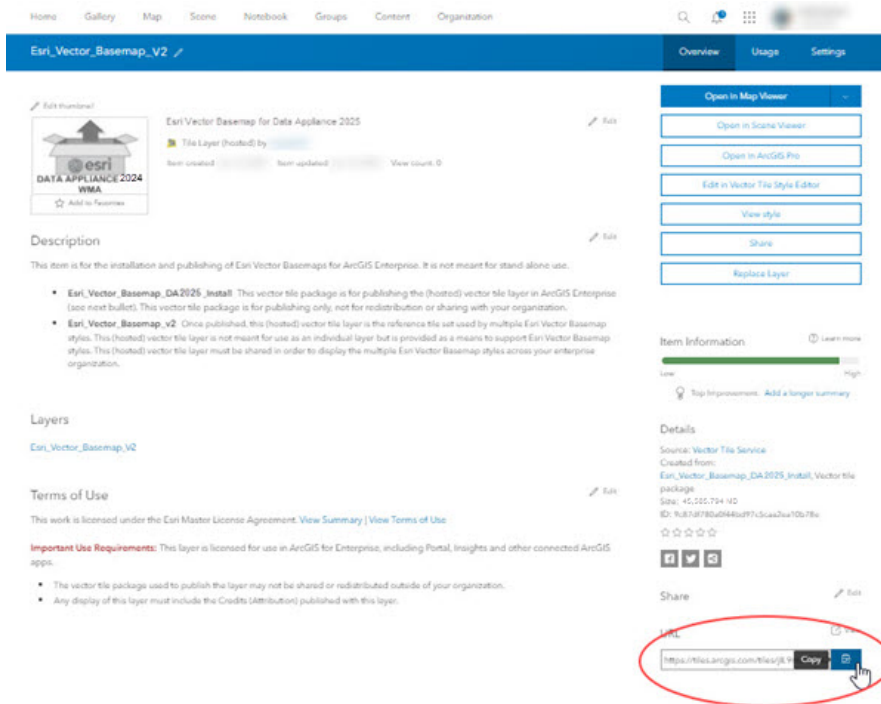 Home Gallery Map Scene Notebook Groups Content Organization
Esri_Vector_Basemap_V2
Overview Usage Settings
Edit thumbnail
esri
DATA APPLIANCE 2024
WMA
Add to Favorites
Esri Vector Basemap for Data Appliance 2025
Edit
Tile Layer (hosted) by
Item created: Item updated: View count: 0
Description
Edit
This item is for the installation and publishing of Esri Vector Basemaps for ArcGIS Enterprise. It is not meant for stand alone use.
Esri_Vector_Basemap_DA2025_Install This vector tile package is for publishing the (hosted) vector tile layer in ArcGIS Enterprise
(see next bullet). This vector tile package is for publishing only, not for redistribution or sharing with your organization.
Esri_Vector_Basemap_v2 Once published, this (hosted) vector tile layer is the reference tile set used by multiple Esri Vector Basemap
styles. This (hosted) vector tile layer is not meant for use as an individual layer but is provided as a means to support Esri Vector Basemap
styles. This (hosted) vector tile layer must be shared in order to display the multiple Esri Vector Basemap styles across your enterprise
organization.
Layers
Esri_Vector_Basemap_V2
Terms of Use
Edit
This work is licensed under the Esri Master License Agreement. View Summary | View Terms of Use
Important Use Requirements: This layer is licensed for use in ArcGIS for Enterprise, including Portal, Insights and other connected ArcGIS
apps.
The vector tile package used to publish the layer may not be shared or redistributed outside of your organization.
Any display of this layer must include the Credits (Attribution) published with this layer.
Open in Map Viewer
Open in Scene Viewer
Open in ArcGIS Pro
Edit in Vector Tile Style Editor
View style
Share
Replace Layer
Item Information
Learn more
Low High
Top Improvement: Add a longer summary
Details
Source: Vector Tile Service
Created from:
Esri_Vector_Basemap_DA2025_Install, Vector tile
package
Size: MB
ID:
Share
Edit
URL
View
https://tiles.arcgis.com/tiles/
Copy